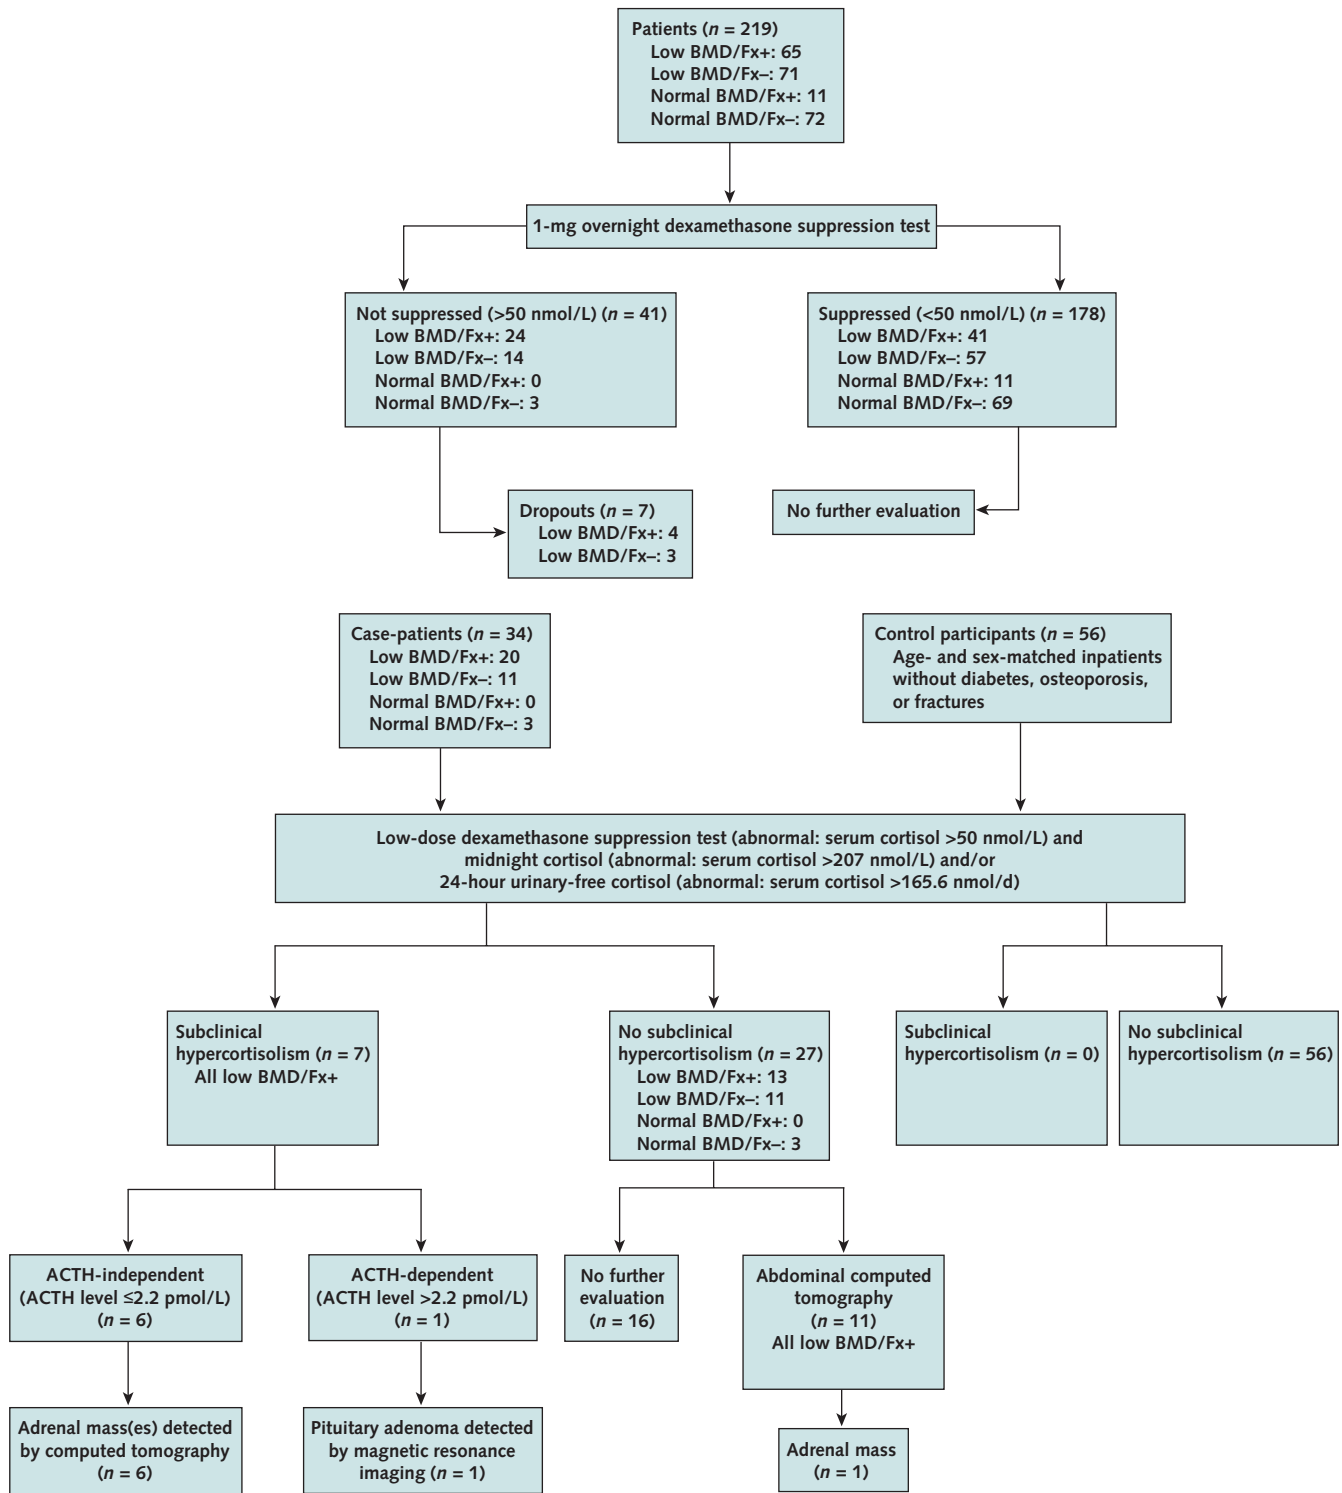 Patients (n = 219)
Low BMD/Fx+: 65
Low BMD/Fx–: 71
Normal BMD/Fx+: 11
Normal BMD/Fx–: 72
1-mg overnight dexamethasone suppression test
Not suppressed (>50 nmol/L) (n = 41)
Low BMD/Fx+: 24
Low BMD/Fx–: 14
Normal BMD/Fx+: 0
Normal BMD/Fx–: 3
Suppressed (<50 nmol/L) (n = 178)
Low BMD/Fx+: 41
Low BMD/Fx–: 57
Normal BMD/Fx+: 11
Normal BMD/Fx–: 69
Dropouts (n = 7)
Low BMD/Fx+: 4
Low BMD/Fx–: 3
No further evaluation
Case-patients (n = 34)
Low BMD/Fx+: 20
Low BMD/Fx–: 11
Normal BMD/Fx+: 0
Normal BMD/Fx–: 3
Control participants (n = 56)
Age- and sex-matched inpatients
without diabetes, osteoporosis,
or fractures
Low-dose dexamethasone suppression test (abnormal: serum cortisol >50 nmol/L) and
midnight cortisol (abnormal: serum cortisol >207 nmol/L) and/or
24-hour urinary-free cortisol (abnormal: serum cortisol >165.6 nmol/d)
Subclinical
hypercortisolism (n = 7)
All low BMD/Fx+
No subclinical
hypercortisolism (n = 27)
Low BMD/Fx+: 13
Low BMD/Fx–: 11
Normal BMD/Fx+: 0
Normal BMD/Fx–: 3
Subclinical
hypercortisolism (n = 0)
No subclinical
hypercortisolism (n = 56)
ACTH-independent
(ACTH level ≤2.2 pmol/L)
(n = 6)
ACTH-dependent
(ACTH level >2.2 pmol/L)
(n = 1)
No further
evaluation
(n = 16)
Abdominal computed
tomography
(n = 11)
All low BMD/Fx+
Adrenal mass(es) detected
by computed tomography
(n = 6)
Pituitary adenoma detected
by magnetic resonance
imaging (n = 1)
Adrenal mass
(n = 1)